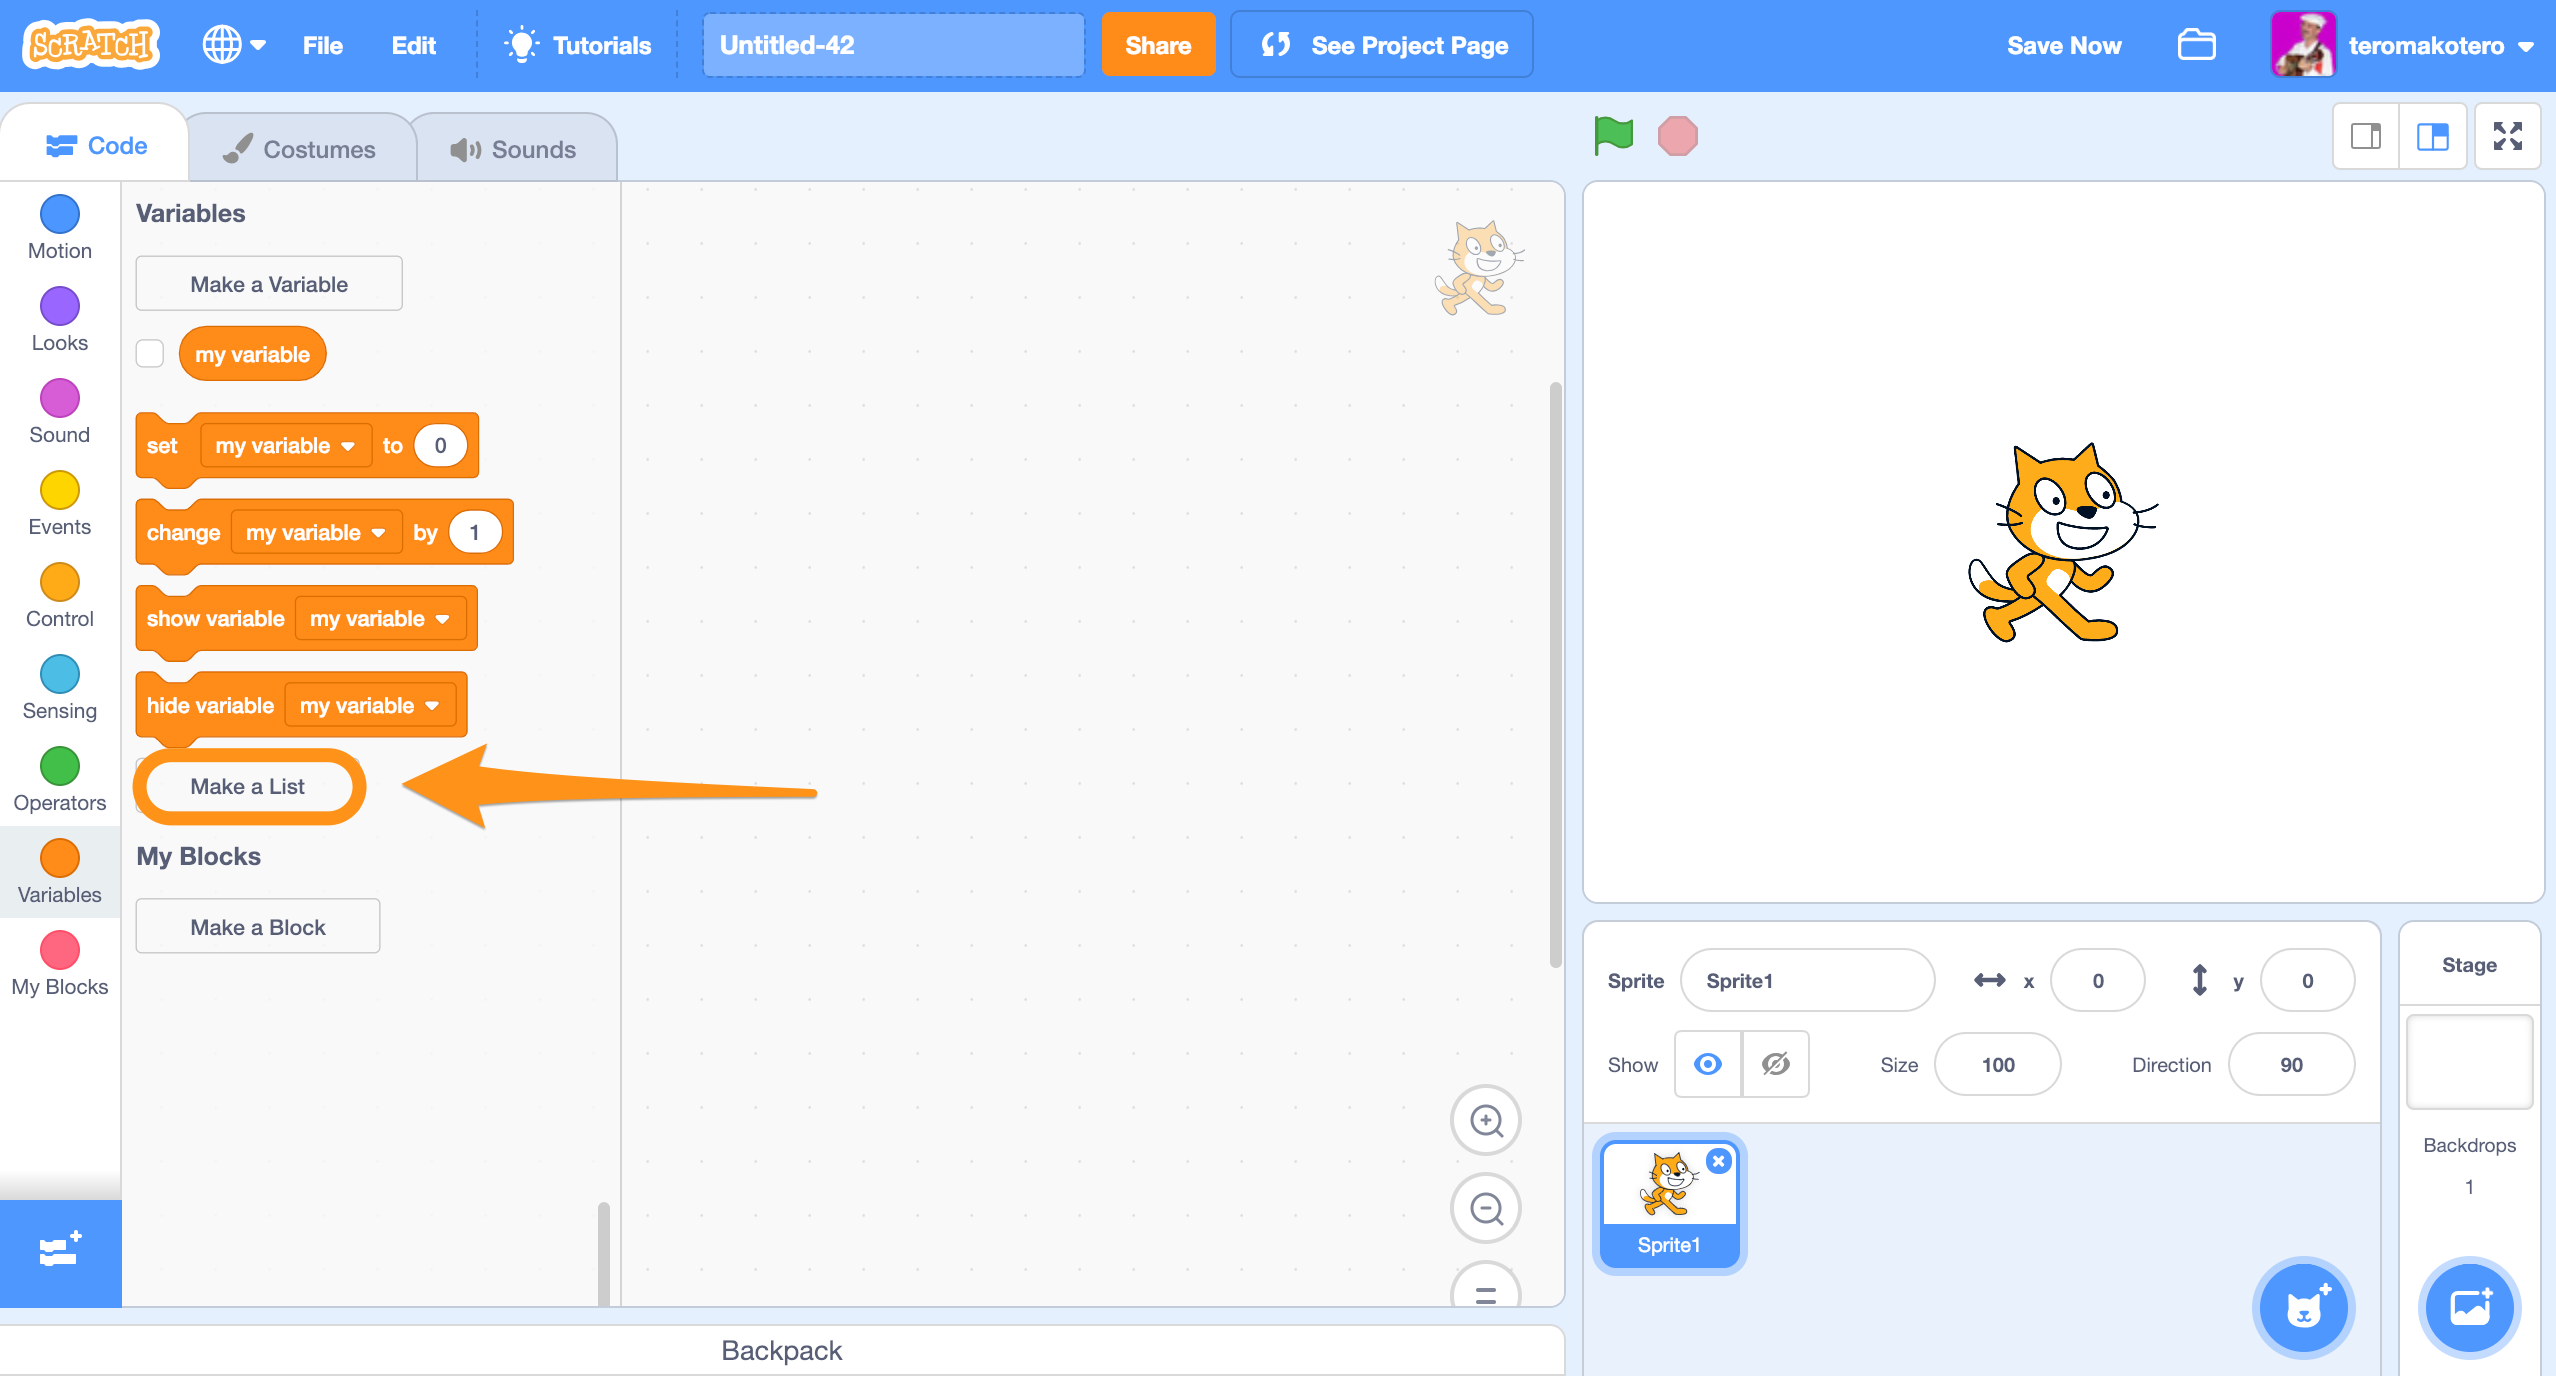 SCRATCH File Edit Tutorials Untitled-42 Share See Project Page Save Now teromakotero
Code Costumes Sounds
Motion
Looks
Sound
Events
Control
Sensing
Operators
Variables
My Blocks
Variables
Make a Variable
my variable
set my variable to 0
change my variable by 1
show variable my variable
hide variable my variable
Make a List
My Blocks
Make a Block
Backpack
Sprite Sprite1 x 0 y 0
Show Size 100 Direction 90
Sprite1
Stage
Backdrops
1